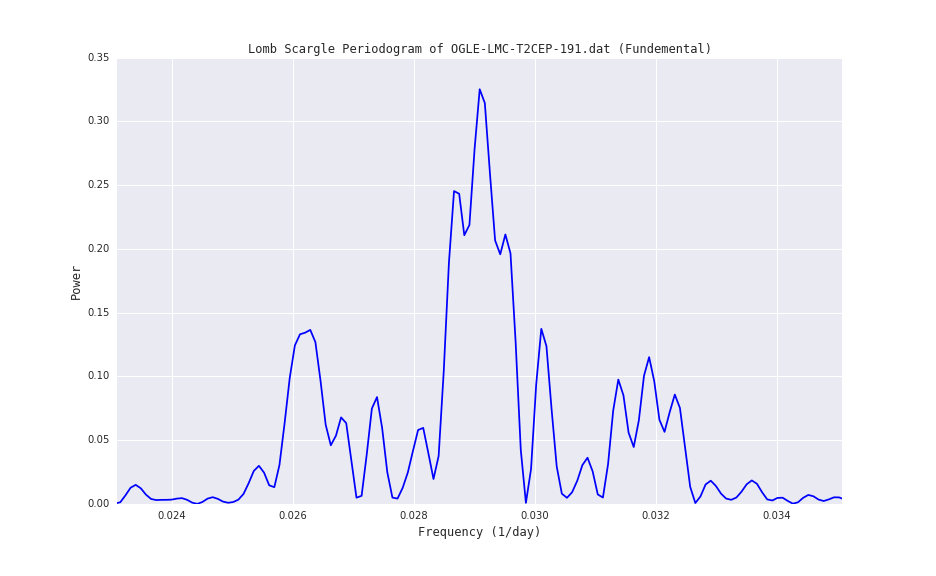 Lomb Scargle Periodogram of OGLE-LMC-T2CEP-191.dat (Fundemental)
0.35
0.30
0.25
0.20
0.15
0.10
0.05
0.00
Power
0.024 0.026 0.028 0.030 0.032 0.034
Frequency (1/day)